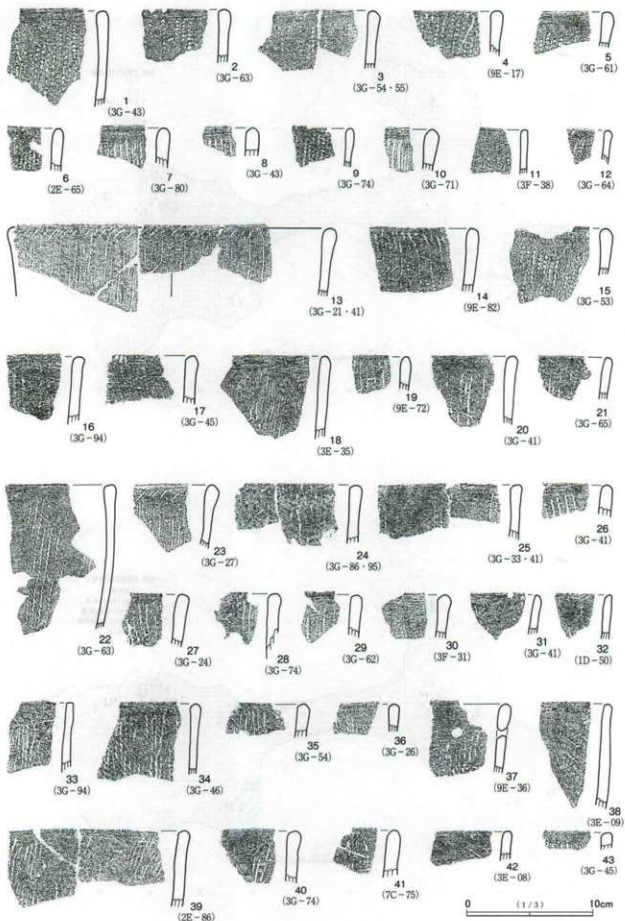 1 2 3 4 5
(3G-43) (3G-63) (3G-54・55) (9E-17) (3G-61)
6 7 8 9 10 11 12
(2E-65) (3G-80) (3G-43) (3G-74) (3G-71) (3F-38) (3G-64)
13 14 15
(3G-21・41) (9E-82) (3G-53)
16 17 18 19 20 21
(3G-94) (3G-45) (3E-35) (9E-72) (3G-41) (3G-65)
22 23 24 25 26
(3G-63) (3G-27) (3G-86・95) (3G-33・41) (3G-41)
27 28 29 30 31 32
(3G-24) (3G-74) (3G-62) (3F-31) (3G-41) (1D-50)
33 34 35 36 37 38
(3G-94) (3G-46) (3G-54) (3G-26) (9E-36) (3E-09)
39 40 41 42 43
(2E-86) (3G-74) (7C-75) (3E-08) (3G-45)
0 (1/3) 10cm